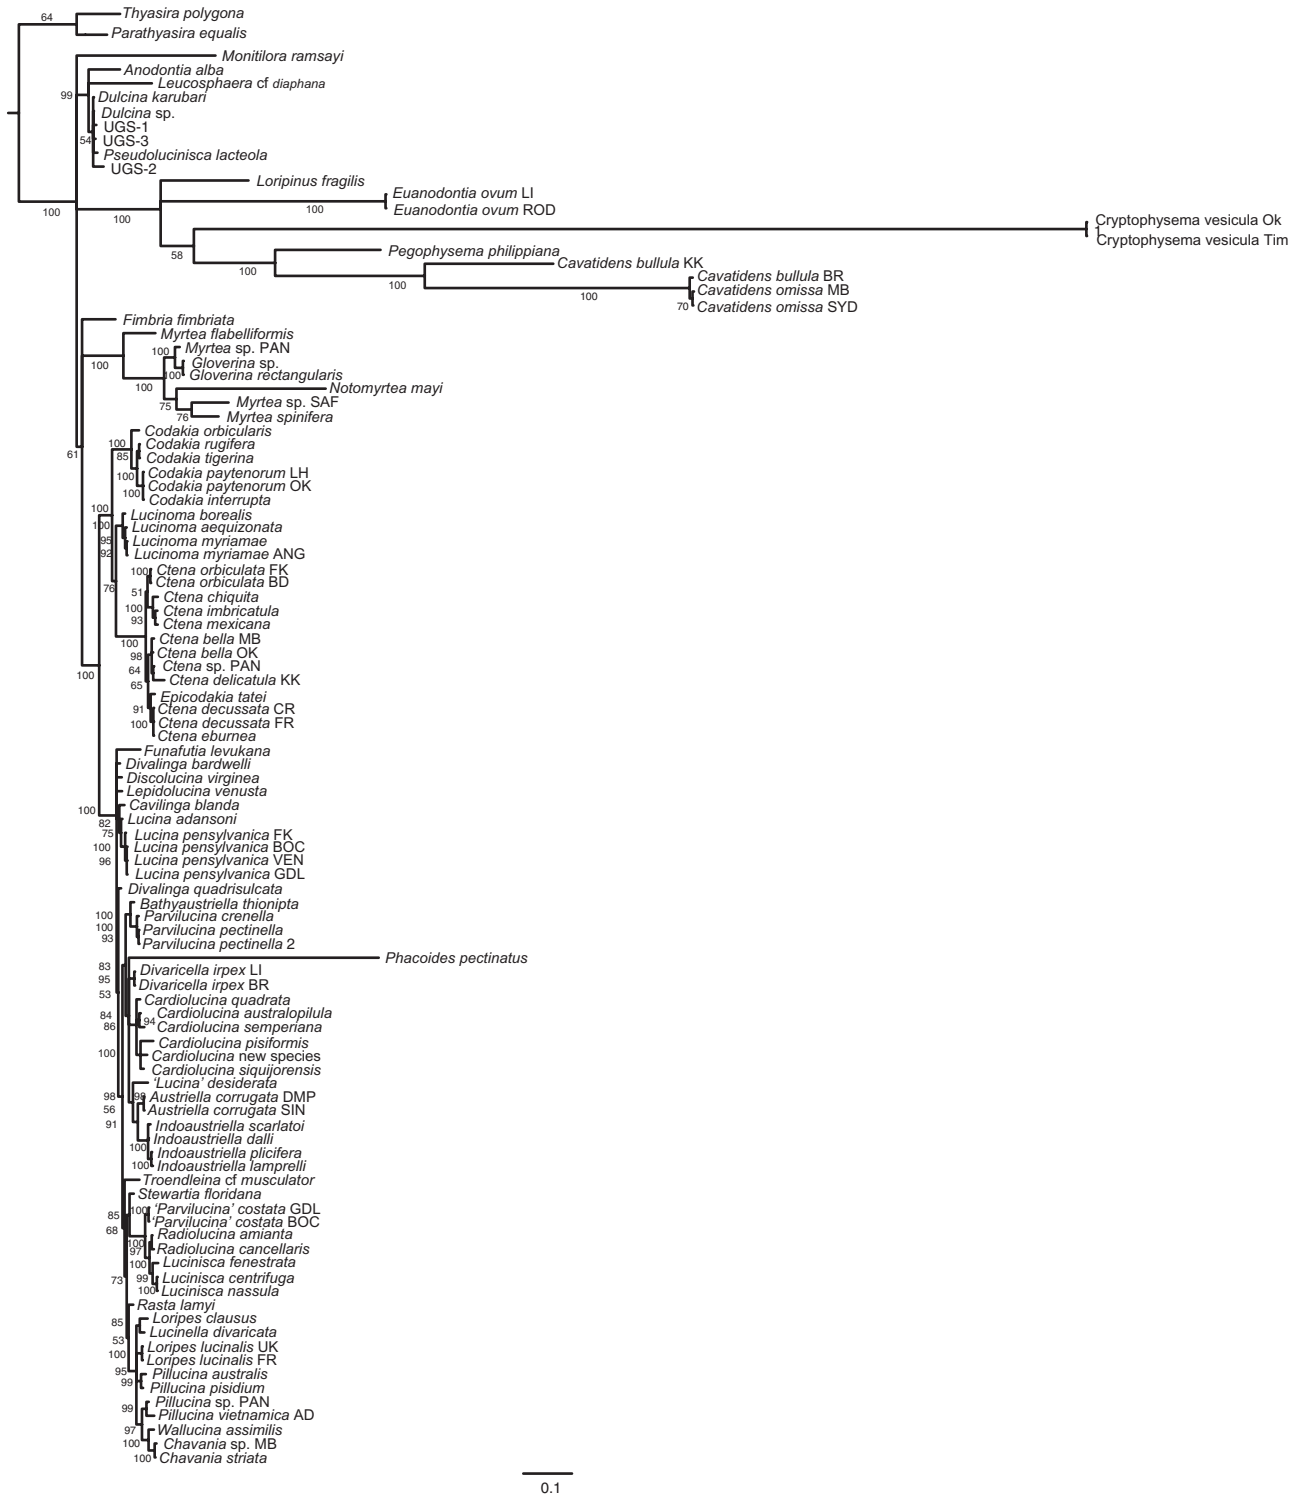 64
Thyasira polygona
Parathyasira equalis
Monitilora ramsayi
Anodontia alba
Leucosphaera cf diaphana
99
Dulcina karubari
Dulcina sp.
UGS-1
54
UGS-3
Pseudolucinisca lacteola
UGS-2
Loripinus fragilis
Euanodontia ovum LI
100
100
100
Euanodontia ovum ROD
Cryptophysema vesicula Ok
1
Cryptophysema vesicula Tim
58
Pegophysema philippiana
100
Cavatidens bullula KK
Cavatidens bullula BR
100
100
Cavatidens omissa MB
70
Cavatidens omissa SYD
Fimbria fimbriata
Myrtea flabelliformis
100
Myrtea sp. PAN
100
Gloverina sp.
100
Gloverina rectangularis
100
Notomyrtea mayi
75
Myrtea sp. SAF
76
Myrtea spinifera
61
Codakia orbicularis
100
Codakia rugifera
85
Codakia tigerina
100
Codakia paytenorum LH
100
Codakia paytenorum OK
Codakia interrupta
100
Lucinoma borealis
100
Lucinoma aequizonata
95
Lucinoma myriamae
92
Lucinoma myriamae ANG
100
Ctena orbiculata FK
76
Ctena orbiculata BD
51
Ctena chiquita
100
Ctena imbricatula
93
Ctena mexicana
100
Ctena bella MB
98
Ctena bella OK
64
Ctena sp. PAN
100
65
Ctena delicatula KK
Epicodakia tatei
91
Ctena decussata CR
100
Ctena decussata FR
Ctena eburnea
Funafutia levukana
Divalinga bardwelli
Discolucina virginea
Lepidolucina venusta
100
Cavilinga blanda
82
Lucina adansoni
75
Lucina pensylvanica FK
100
Lucina pensylvanica BOC
96
Lucina pensylvanica VEN
Lucina pensylvanica GDL
Divalinga quadrisulcata
Bathyaustriella thionipta
100
Parvilucina crenella
100
Parvilucina pectinella
93
Parvilucina pectinella 2
Phacoides pectinatus
83
Divaricella irpex LI
95
Divaricella irpex BR
53
Cardiolucina quadrata
84
94
Cardiolucina australopilula
86
Cardiolucina semperiana
Cardiolucina pisiformis
100
Cardiolucina new species
Cardiolucina siquijorensis
'Lucina' desiderata
98
98
Austriella corrugata DMP
56
Austriella corrugata SIN
91
Indoaustriella scarlatoi
Indoaustriella dalli
100
Indoaustriella plicifera
100
Indoaustriella lamprelli
Troendleina cf musculator
Stewartia floridana
85
100
'Parvilucina' costata GDL
68
'Parvilucina' costata BOC
Radiolucina amianta
100
97
Radiolucina cancellaris
100
Lucinisca fenestrata
73
99
Lucinisca centrifuga
100
Lucinisca nassula
Rasta lamyi
85
Loripes clausus
53
Lucinella divaricata
100
Loripes lucinalis UK
Loripes lucinalis FR
95
Pillucina australis
99
Pillucina pisidium
99
Pillucina sp. PAN
Pillucina vietnamica AD
97
Wallucina assimilis
100
Chavania sp. MB
100
Chavania striata
0.1